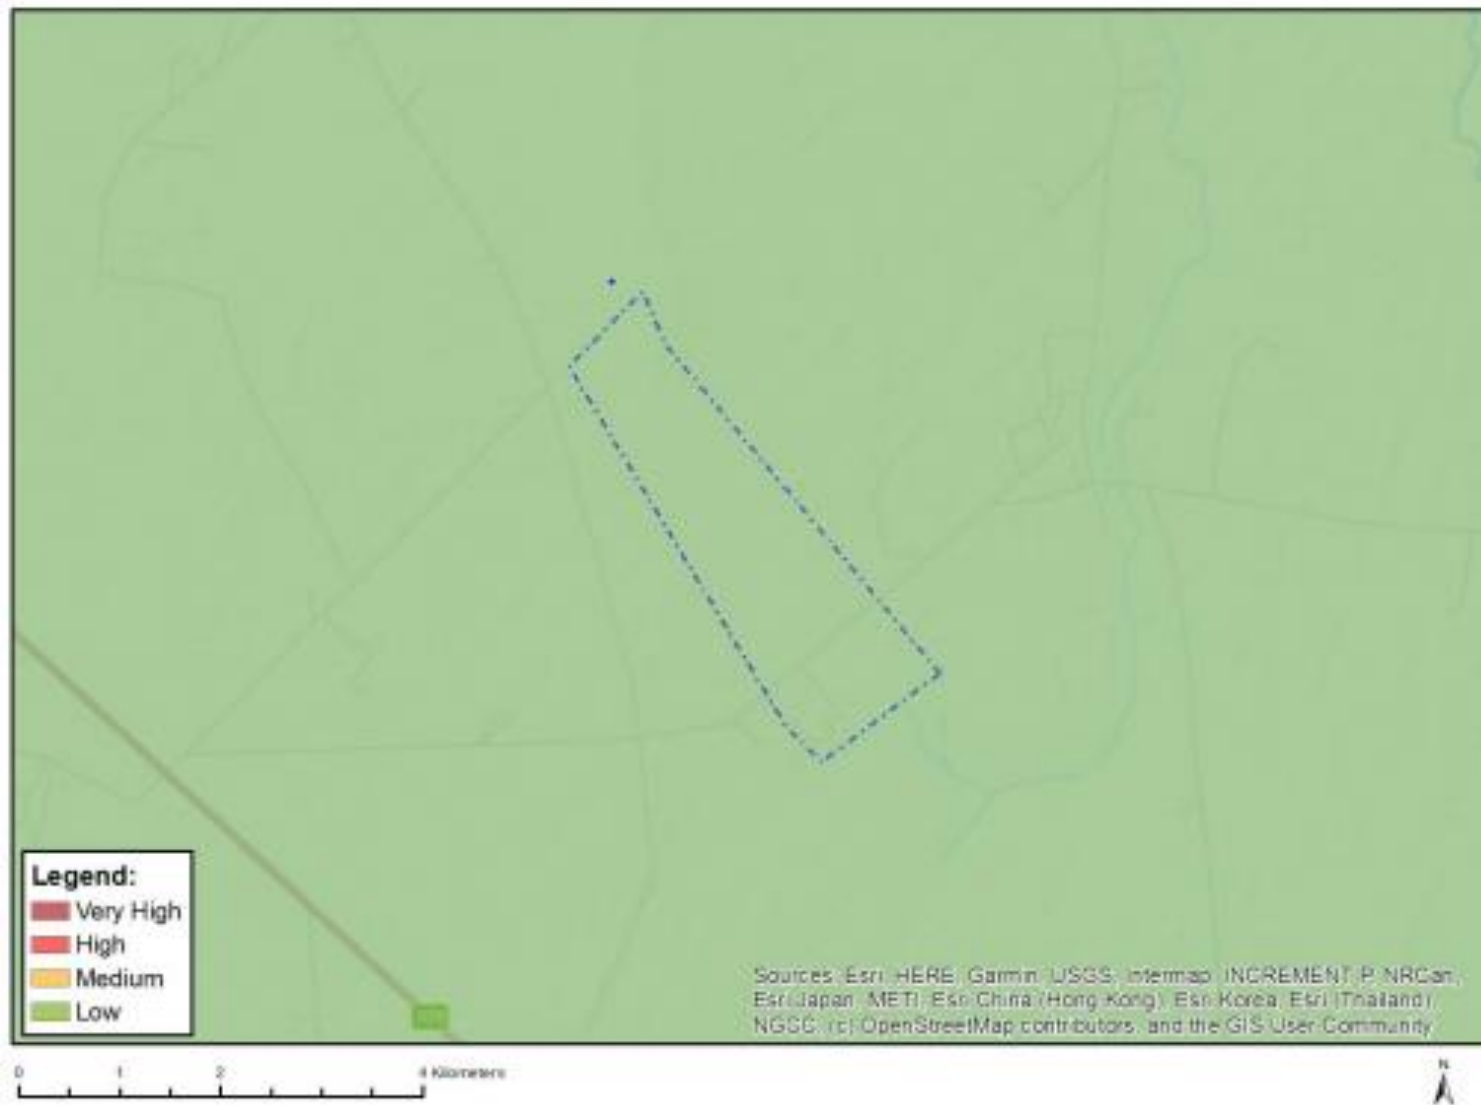 Legend:
Very High
High
Medium
Low
Sources: Esri, HERE, Garmin, USGS, Intermap, INCREMENT P, NRCan,
Esri Japan, METI, Esri China (Hong Kong), Esri Korea, Esri (Thailand),
NGCC, (c) OpenStreetMap contributors, and the GIS User Community
0 1 2 4 Kilometers
N